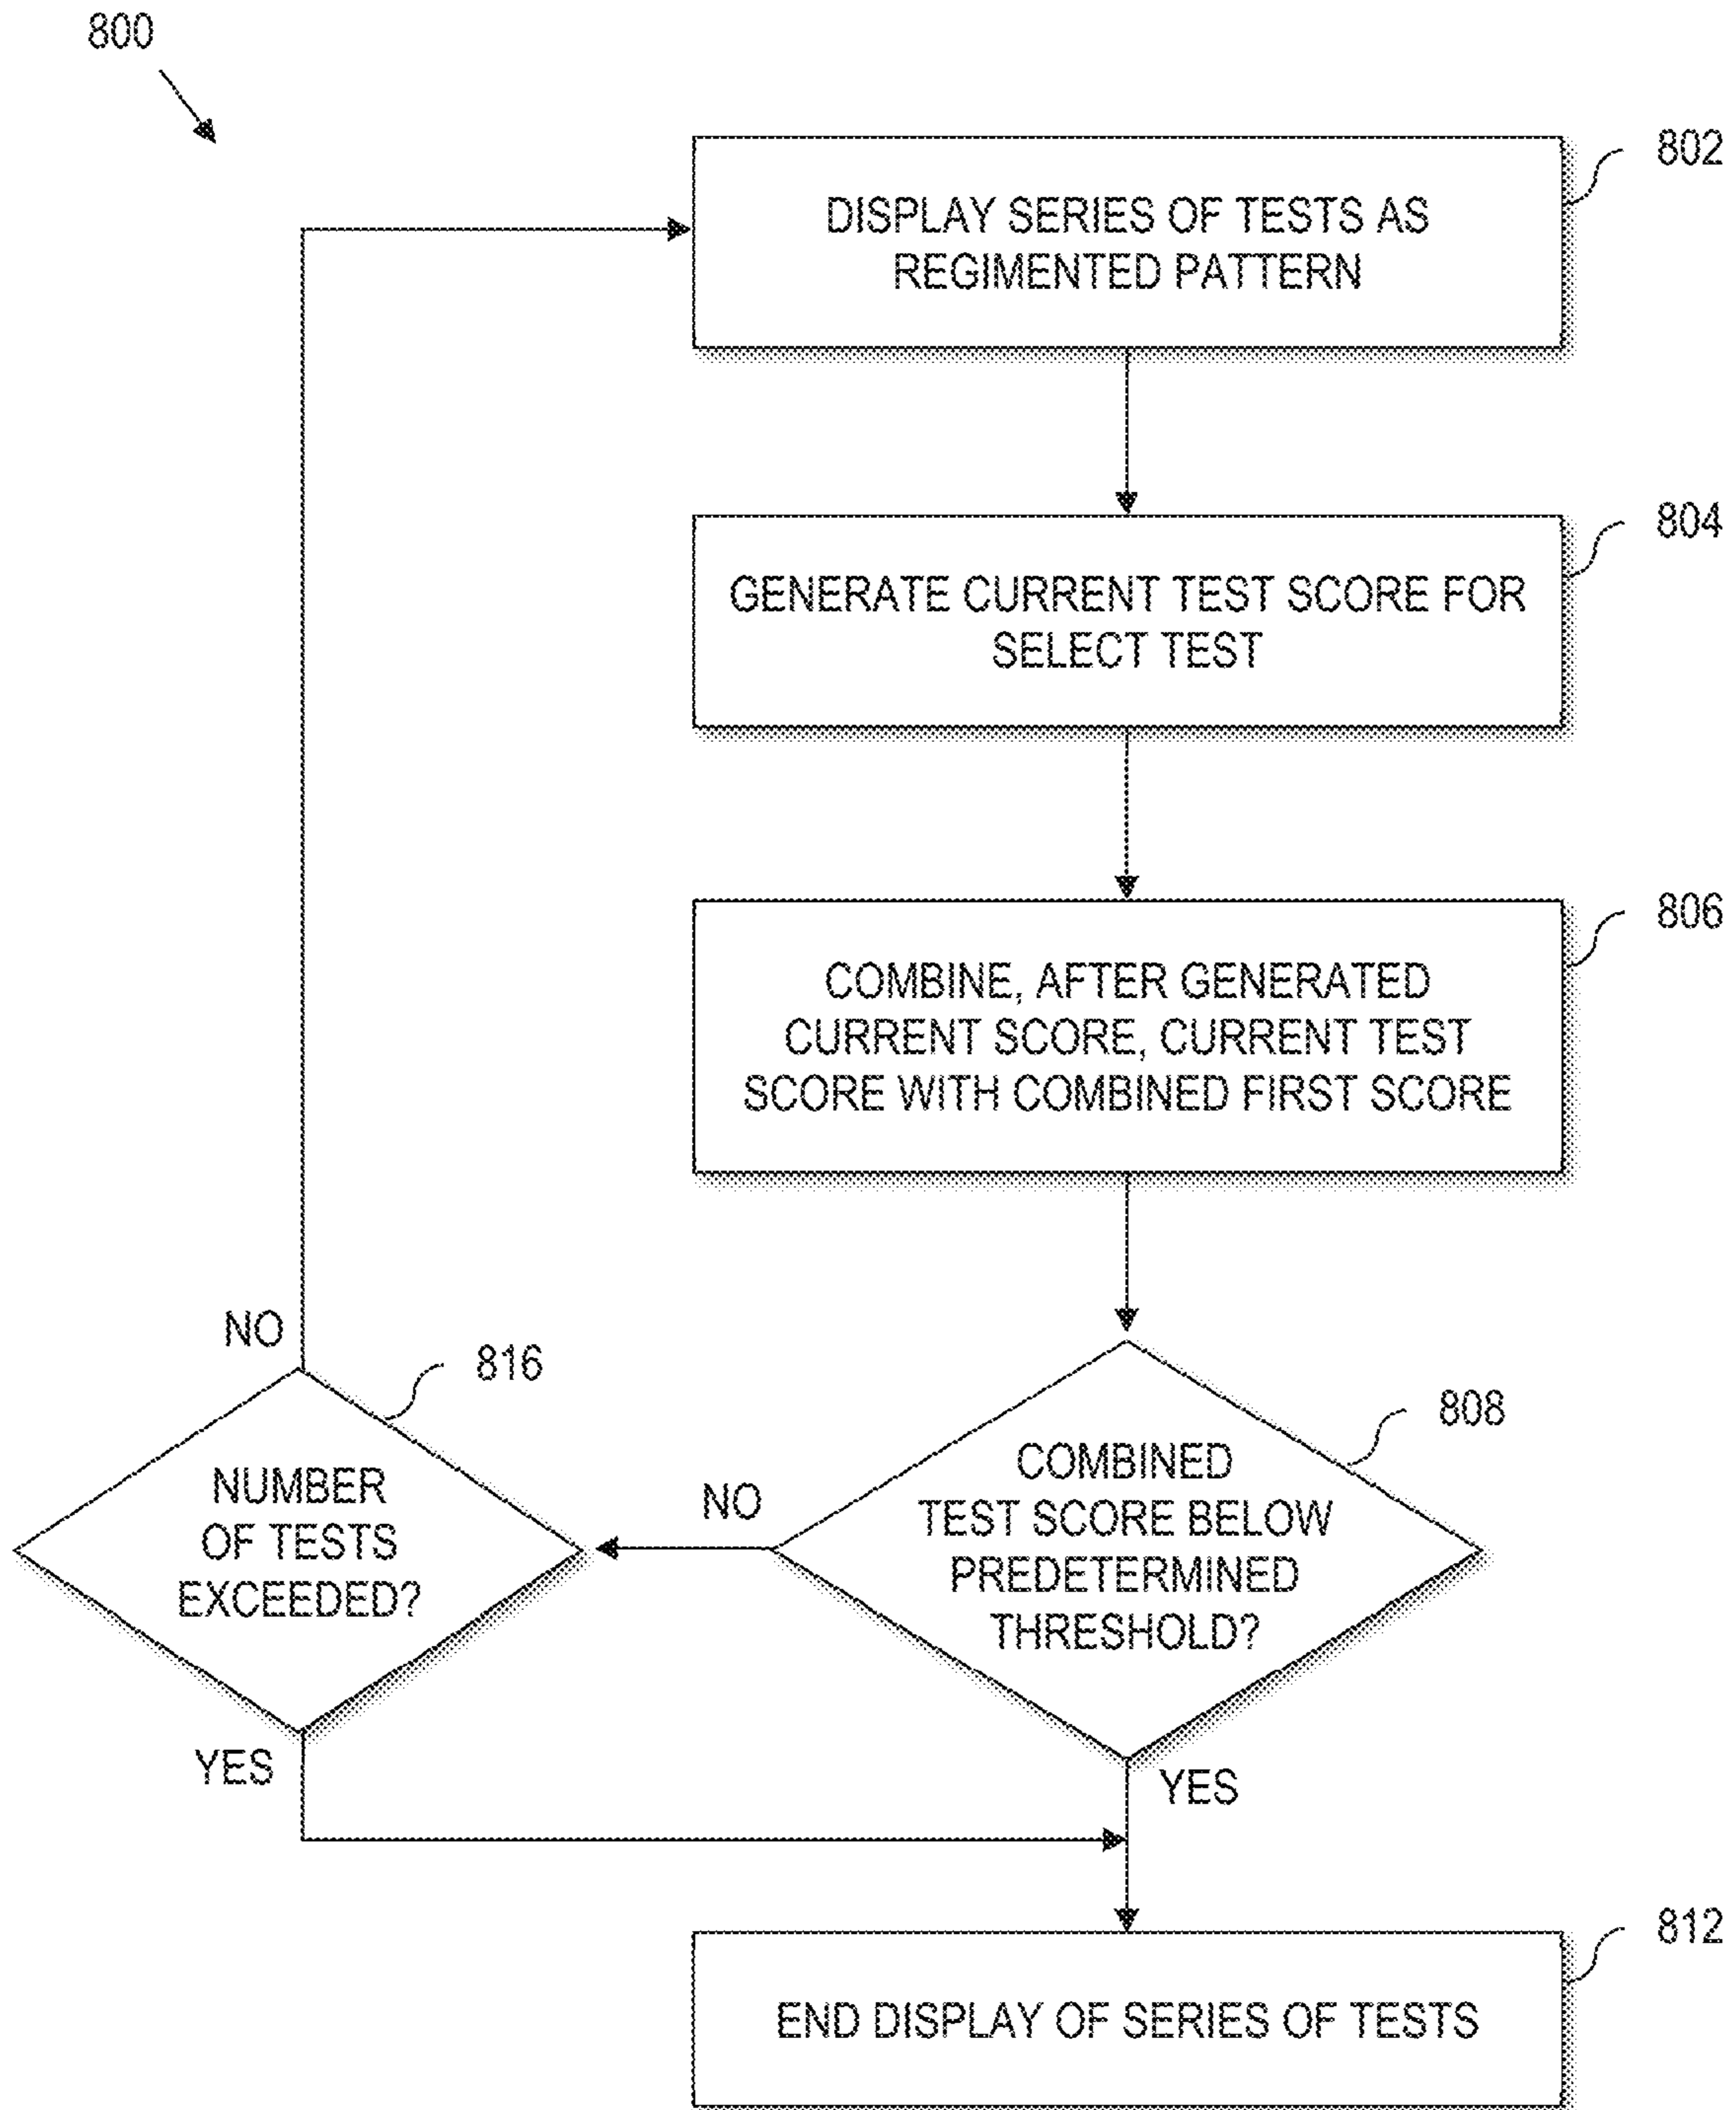 800
802
DISPLAY SERIES OF TESTS AS
REGIMENTED PATTERN
804
GENERATE CURRENT TEST SCORE FOR
SELECT TEST
806
COMBINE, AFTER GENERATED
CURRENT SCORE, CURRENT TEST
SCORE WITH COMBINED FIRST SCORE
NO
816
NUMBER
OF TESTS
EXCEEDED?
YES
NO
808
COMBINED
TEST SCORE BELOW
PREDETERMINED
THRESHOLD?
YES
812
END DISPLAY OF SERIES OF TESTS